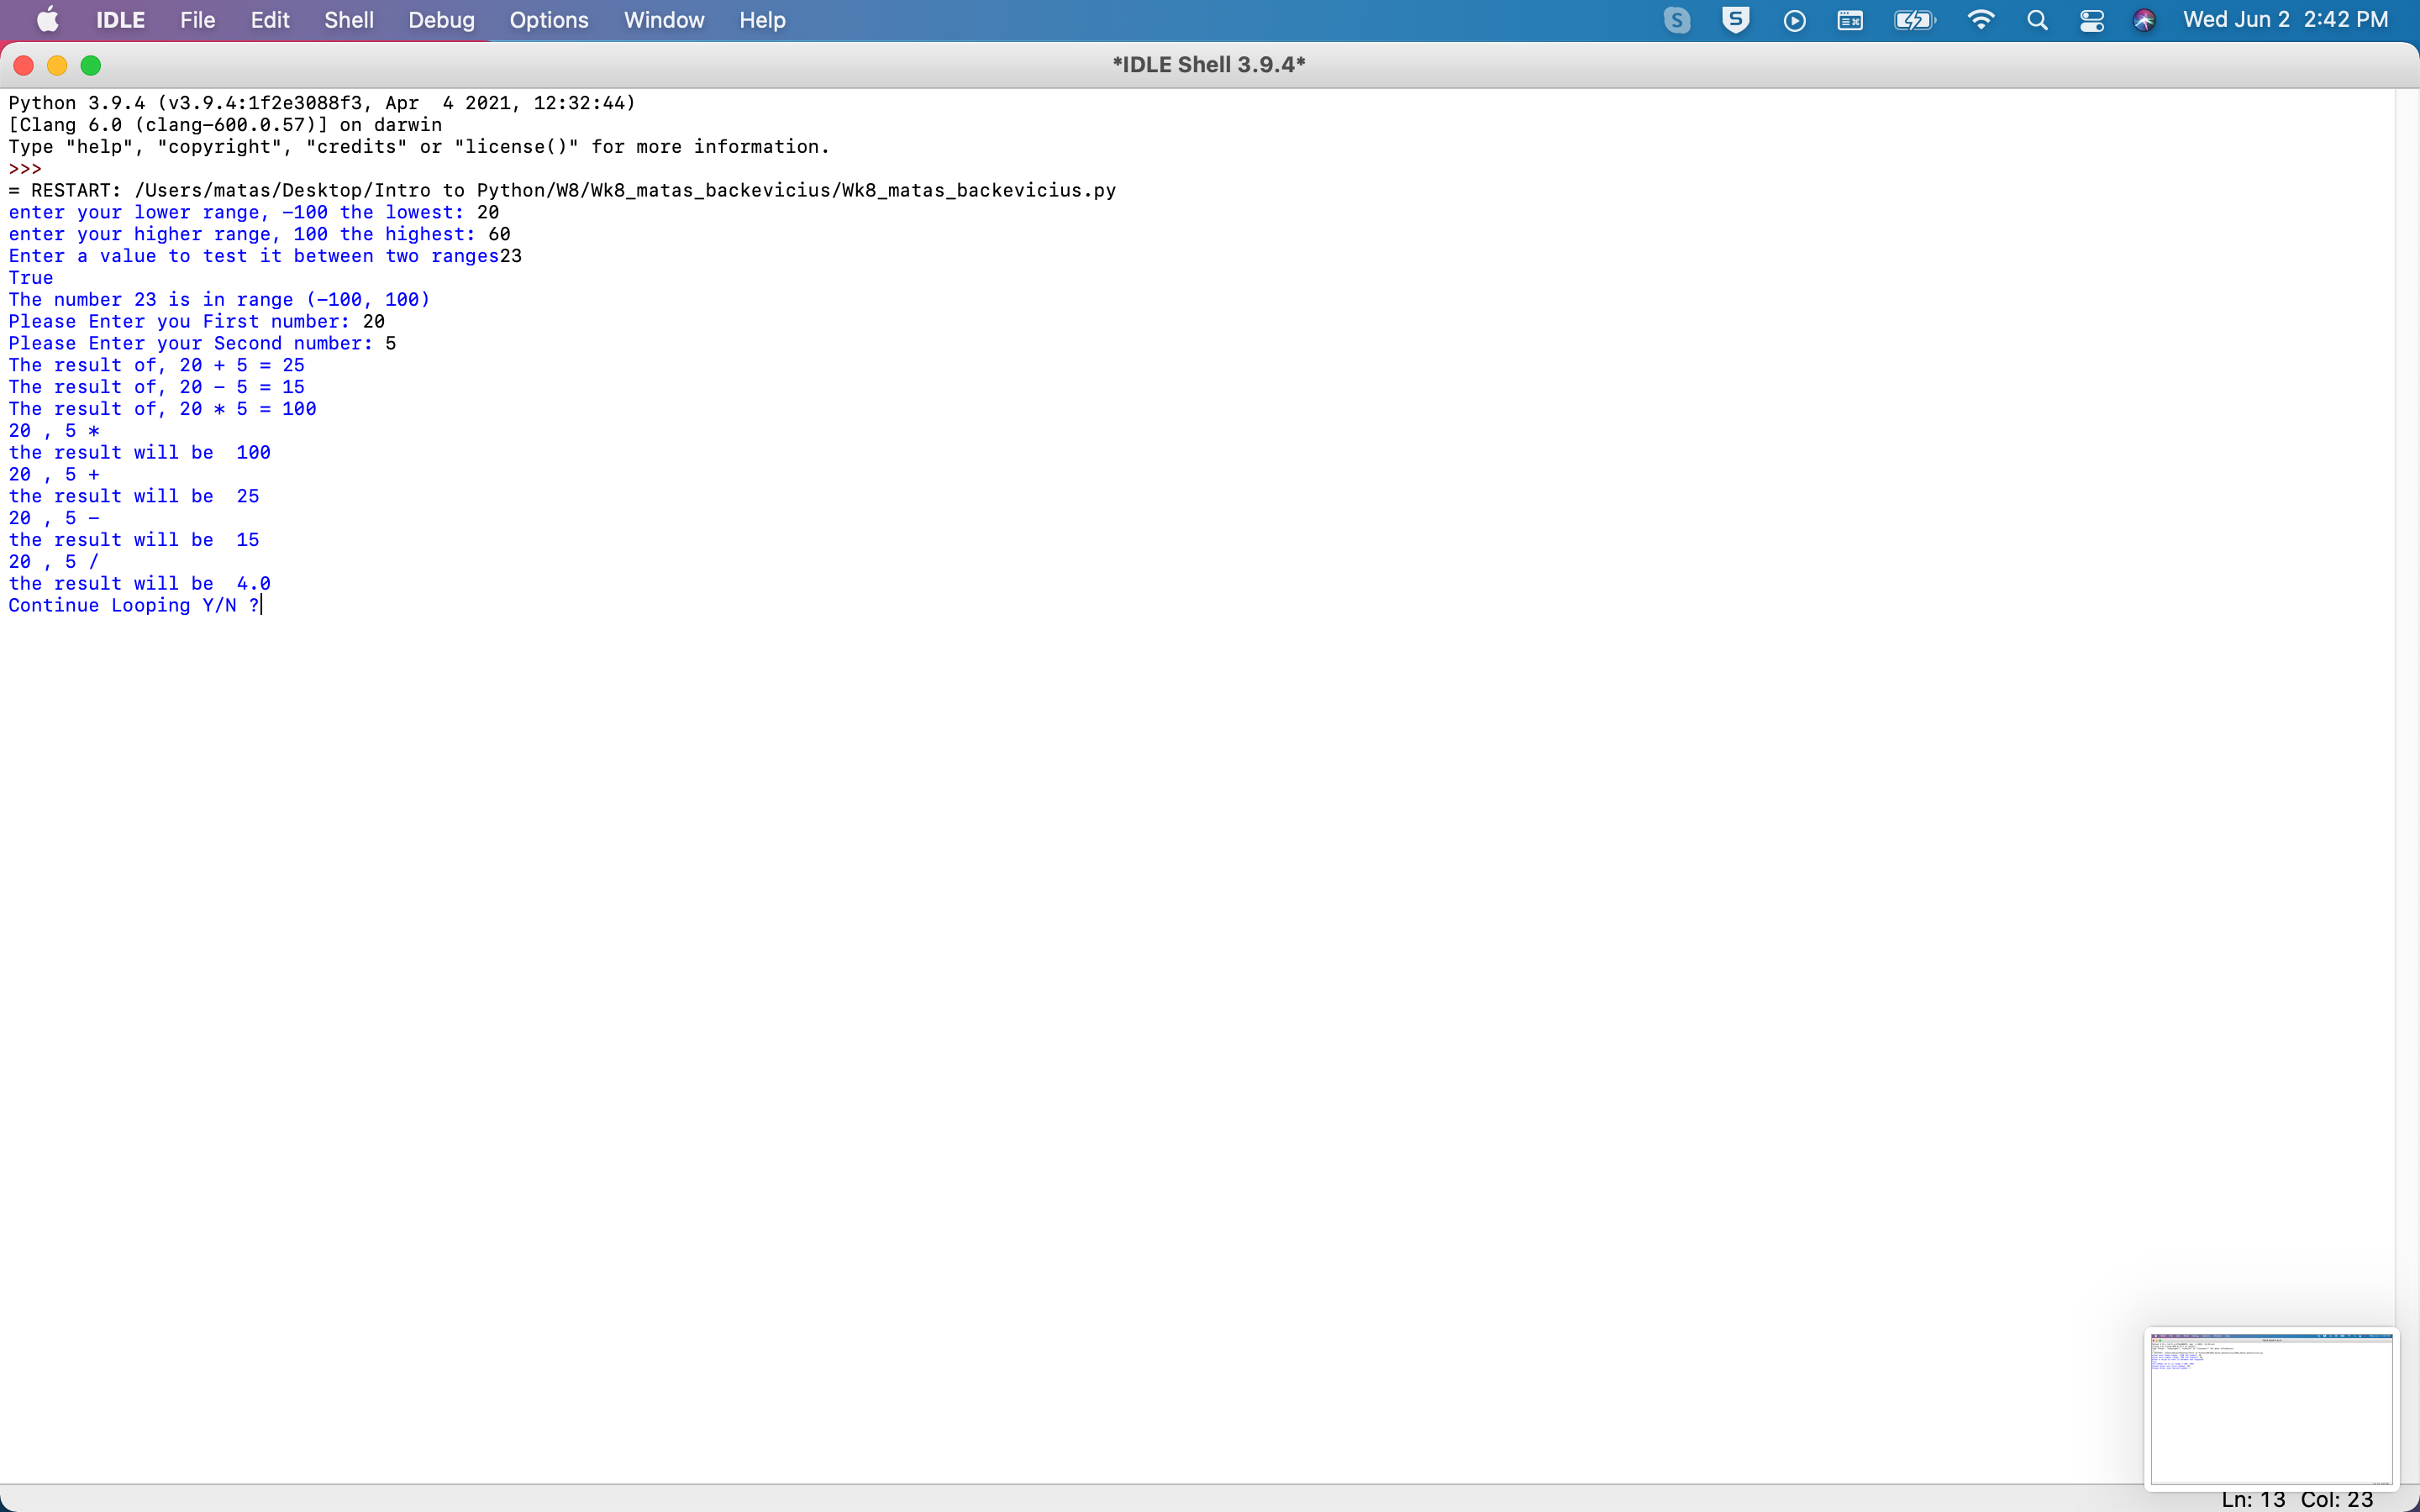 IDLE File Edit Shell Debug Options Window Help Wed Jun 2 2:42 PM
*IDLE Shell 3.9.4*
Python 3.9.4 (v3.9.4:1f2e3088f3, Apr  4 2021, 12:32:44)
[Clang 6.0 (clang-600.0.57)] on darwin
Type "help", "copyright", "credits" or "license()" for more information.
>>>
= RESTART: /Users/matas/Desktop/Intro to Python/W8/Wk8_matas_backevicius/Wk8_matas_backevicius.py
enter your lower range, -100 the lowest: 20
enter your higher range, 100 the highest: 60
Enter a value to test it between two ranges23
True
The number 23 is in range (-100, 100)
Please Enter you First number: 20
Please Enter your Second number: 5
The result of, 20 + 5 = 25
The result of, 20 - 5 = 15
The result of, 20 * 5 = 100
20 , 5 *
the result will be  100
20 , 5 +
the result will be  25
20 , 5 -
the result will be  15
20 , 5 /
the result will be  4.0
Continue Looping Y/N ?
Ln: 13 Col: 23